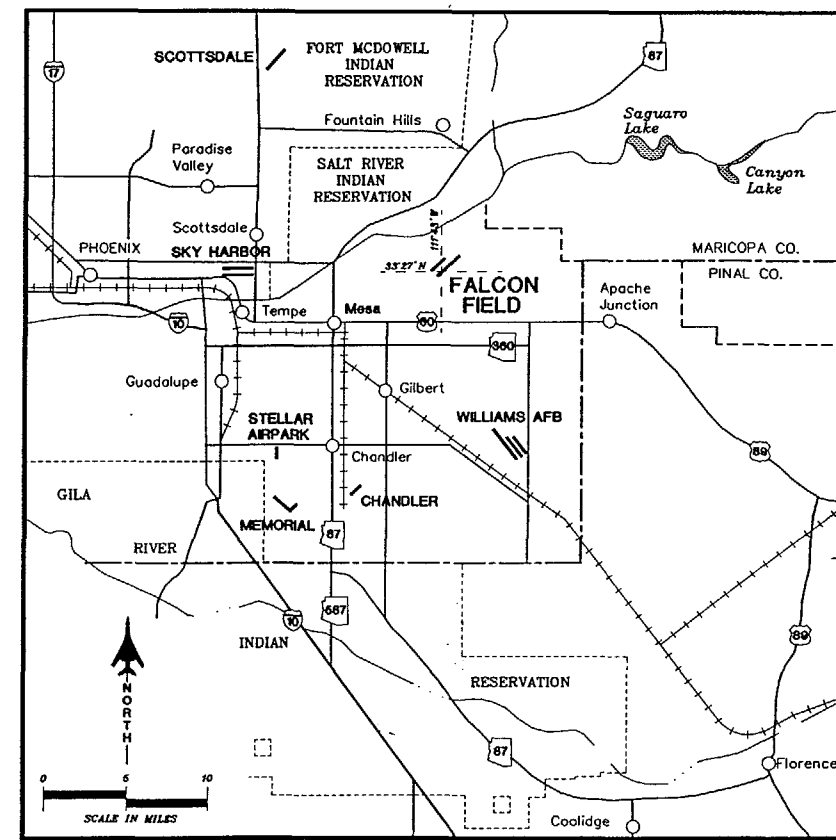 SCOTTSDALE
FORT MCDOWELL
INDIAN
RESERVATION
87
17
Fountain Hills
Saguaro
Lake
Paradise
Valley
SALT RIVER
INDIAN
RESERVATION
Canyon
Lake
Scottsdale
111°43' W
PHOENIX
SKY HARBOR
33°27' N
MARICOPA CO.
PINAL CO.
FALCON
FIELD
Apache
Junction
10
Tempe
Mesa
60
360
Guadalupe
Gilbert
STELLAR
AIRPARK
WILLIAMS AFB
89
Chandler
GILA
CHANDLER
MEMORIAL
87
RIVER
587
10
INDIAN
89
NORTH
RESERVATION
87
Florence
0 5 10
SCALE IN MILES
Coolidge